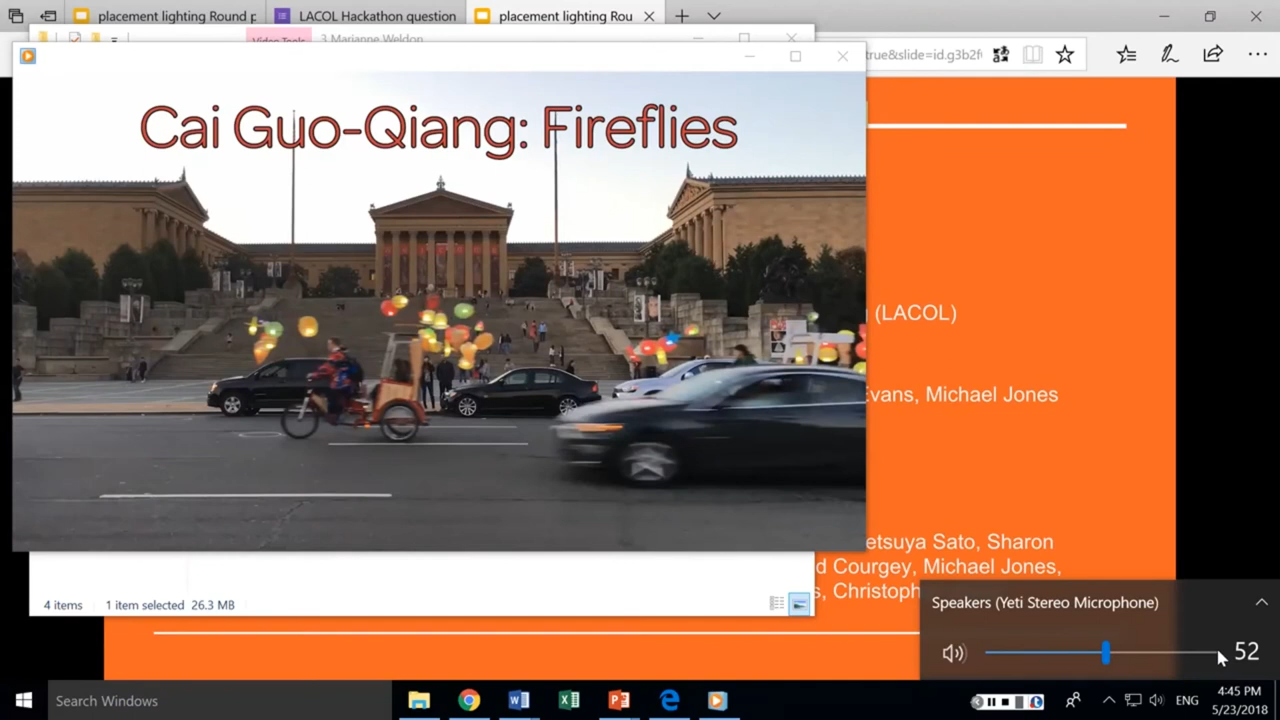 placement lighting Round p
LACOL Hackathon question
placement lighting Rou
Video Tools
3 Marianne Weldon
true&slide=id.g3b2f
Cai Guo-Qiang: Fireflies
(LACOL)
Evans, Michael Jones
etsuya Sato, Sharon
d Courgey, Michael Jones,
s, Christoph
4 items
1 item selected 26.3 MB
Speakers (Yeti Stereo Microphone)
52
Search Windows
ENG
4:45 PM
5/23/2018